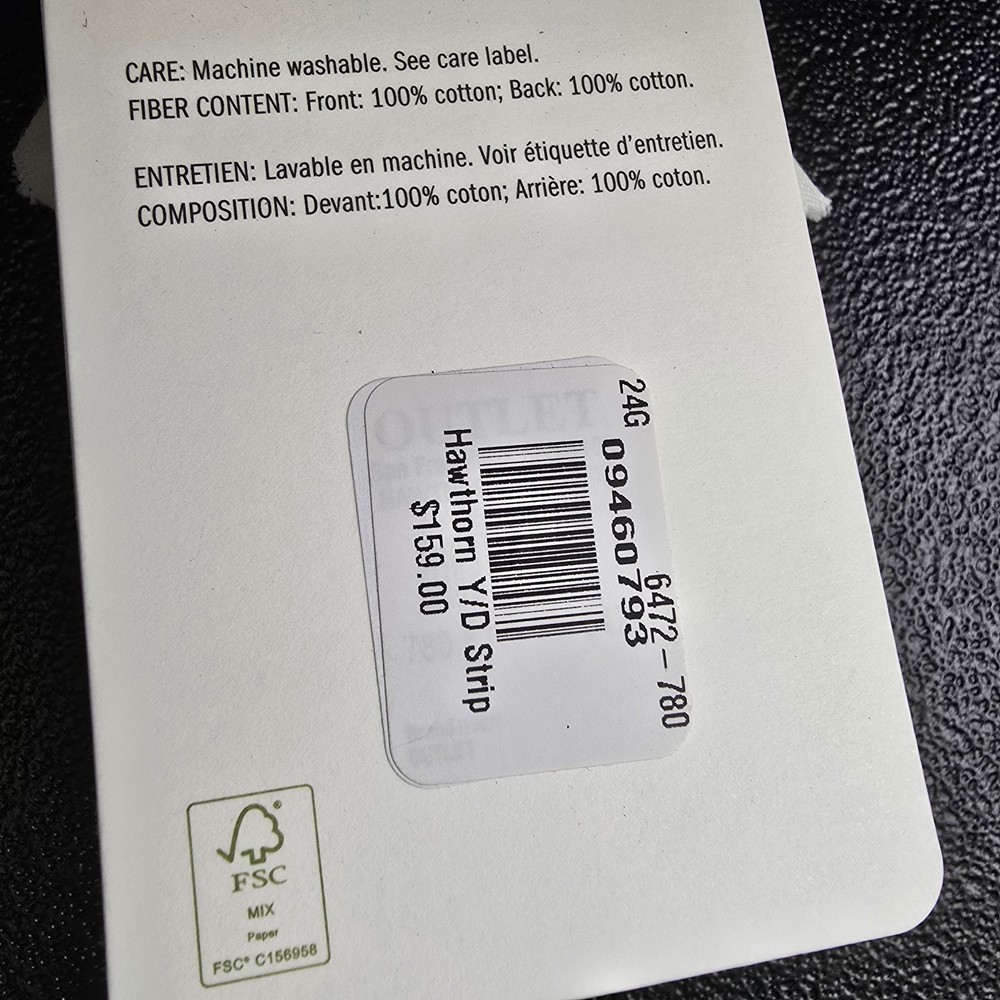 CARE: Machine washable. See care label.
FIBER CONTENT: Front: 100% cotton; Back: 100% cotton.
ENTRETIEN: Lavable en machine. Voir étiquette d'entretien.
COMPOSITION: Devant:100% coton; Arrière: 100% coton.
OUTLET
24G
6472-780
09460793
Hawthorn Y/D Strip
$159.00
FSC
MIX
Paper
FSC® C156958